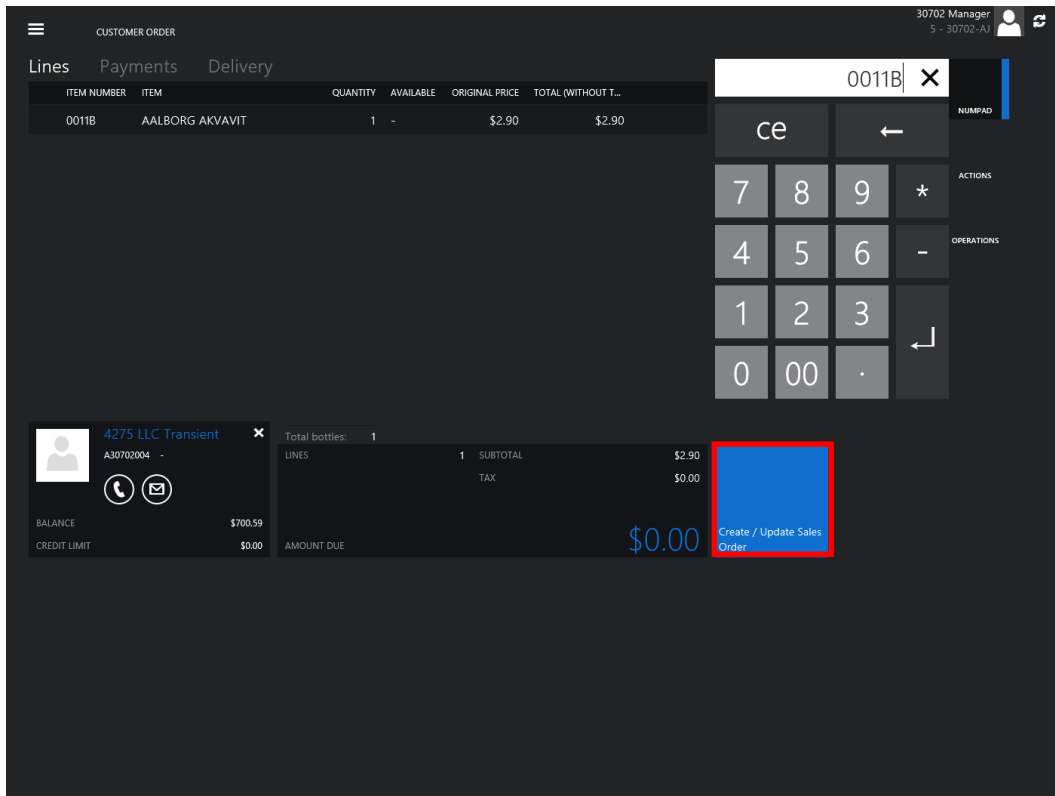 30702 Manager
CUSTOMER ORDER
5 - 30702-AJ
Lines Payments Delivery
0011B
ITEM NUMBER ITEM QUANTITY AVAILABLE ORIGINAL PRICE TOTAL (WITHOUT T...
NUMPAD
0011B AALBORG AKVAVIT 1 - $2.90 $2.90
ce
7 8 9 *
ACTIONS
4 5 6 -
OPERATIONS
1 2 3
0 00 .
4275 LLC Transient
A30702004 -
BALANCE $700.59
CREDIT LIMIT $0.00
Total bottles: 1
LINES 1 SUBTOTAL $2.90
TAX $0.00
AMOUNT DUE $0.00
Create / Update Sales
Order